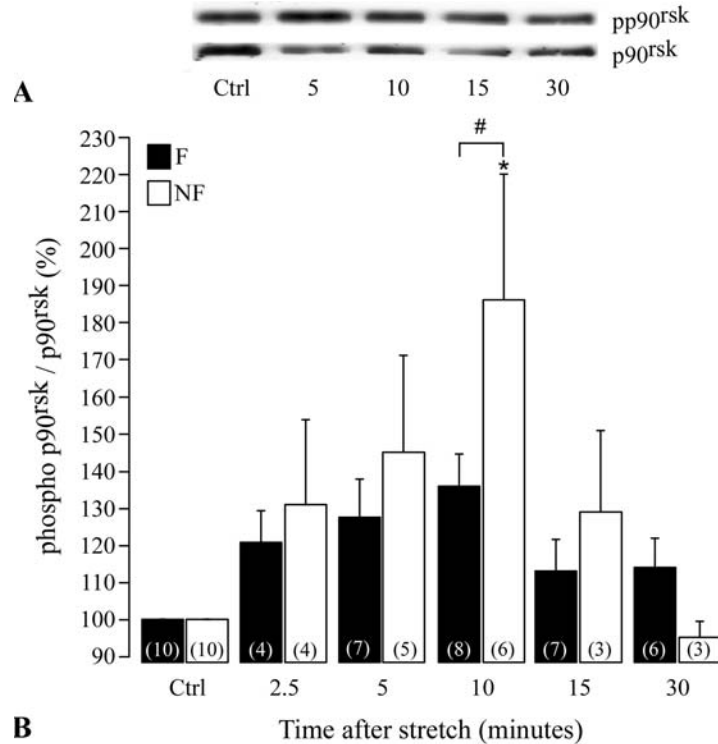 pp90rsk
p90rsk
Ctrl 5 10 15 30
A
230
220
210
200
190
180
170
160
150
140
130
120
110
100
90
phospho p90rsk / p90rsk (%)
F
NF
#
*
(10) (10) (4) (4) (7) (5) (8) (6) (7) (3) (6) (3)
Ctrl 2.5 5 10 15 30
B
Time after stretch (minutes)